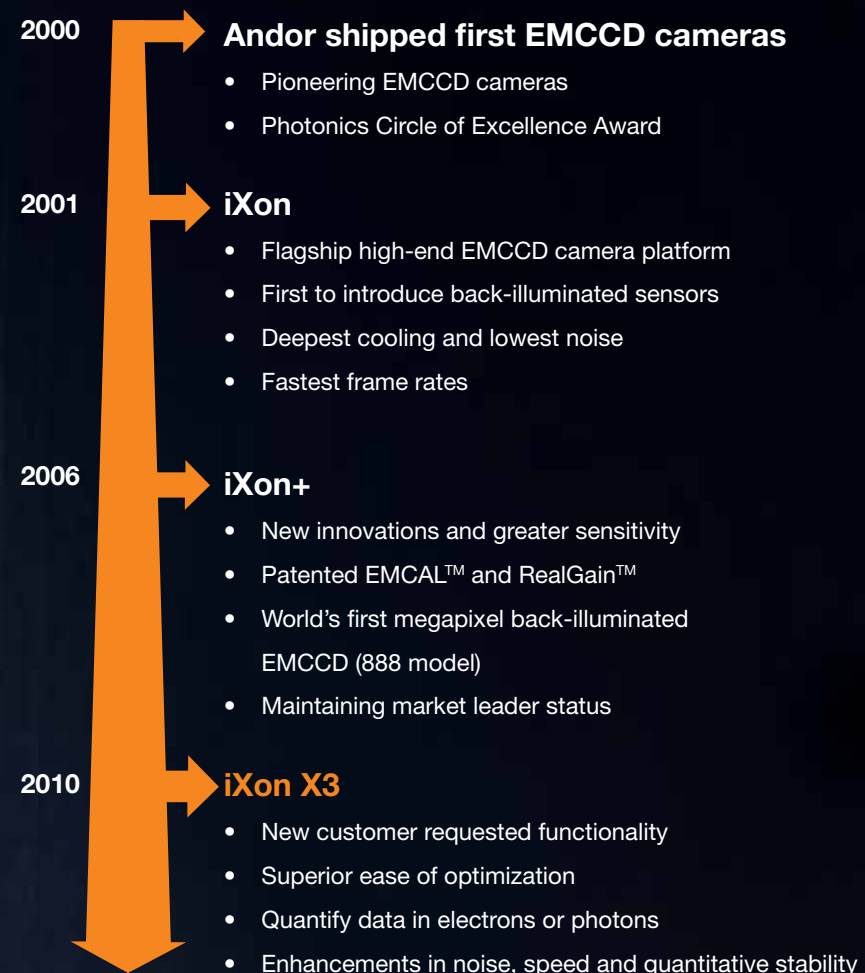 2000
Andor shipped first EMCCD cameras
• Pioneering EMCCD cameras
• Photonics Circle of Excellence Award
2001
iXon
• Flagship high-end EMCCD camera platform
• First to introduce back-illuminated sensors
• Deepest cooling and lowest noise
• Fastest frame rates
2006
iXon+
• New innovations and greater sensitivity
• Patented EMCAL™ and RealGain™
• World’s first megapixel back-illuminated
EMCCD (888 model)
• Maintaining market leader status
2010
iXon X3
• New customer requested functionality
• Superior ease of optimization
• Quantify data in electrons or photons
• Enhancements in noise, speed and quantitative stability